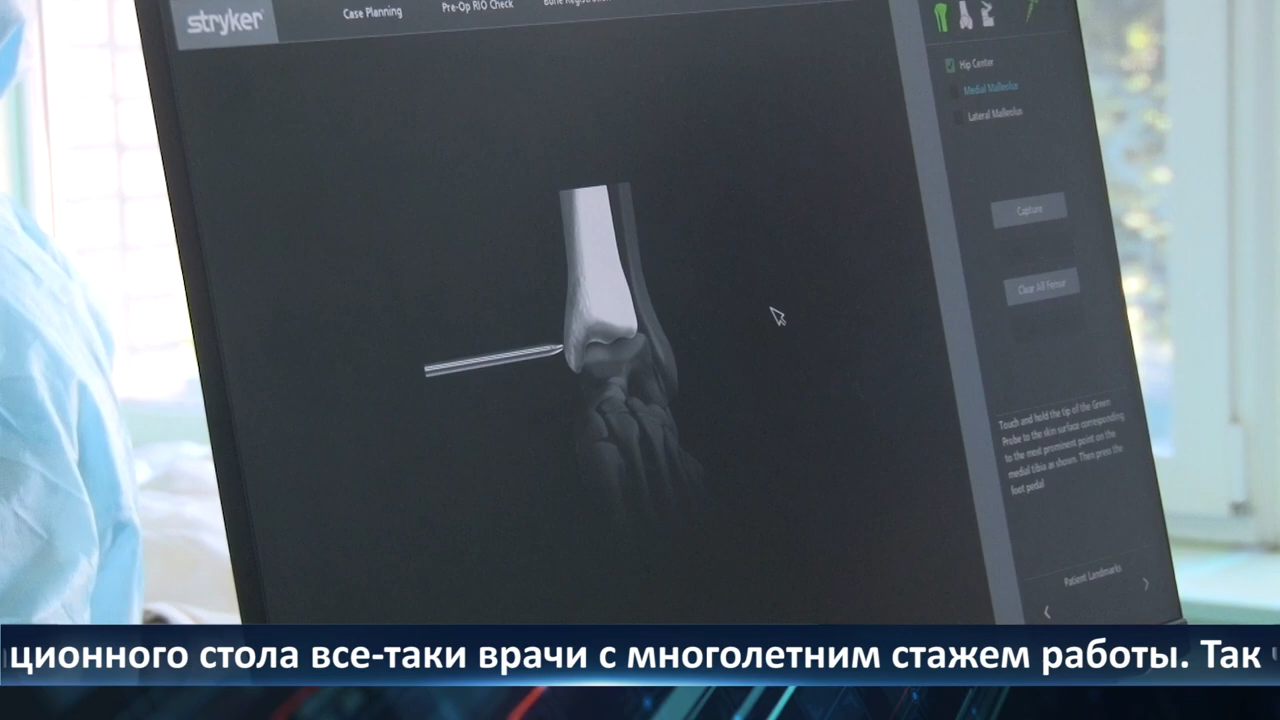 stryker
Case Planning
Pre-Op RIO Check
Bone Registration
Hip Center
Medial Malleolus
Lateral Malleolus
Capture
Clear All Femur
Touch and hold the tip of the Green
Probe to the skin surface corresponding
to the most prominent point on the
medial tibia as shown. Then press the
foot pedal
Patient Landmarks
ционного стола все-таки врачи с многолетним стажем работы. Так